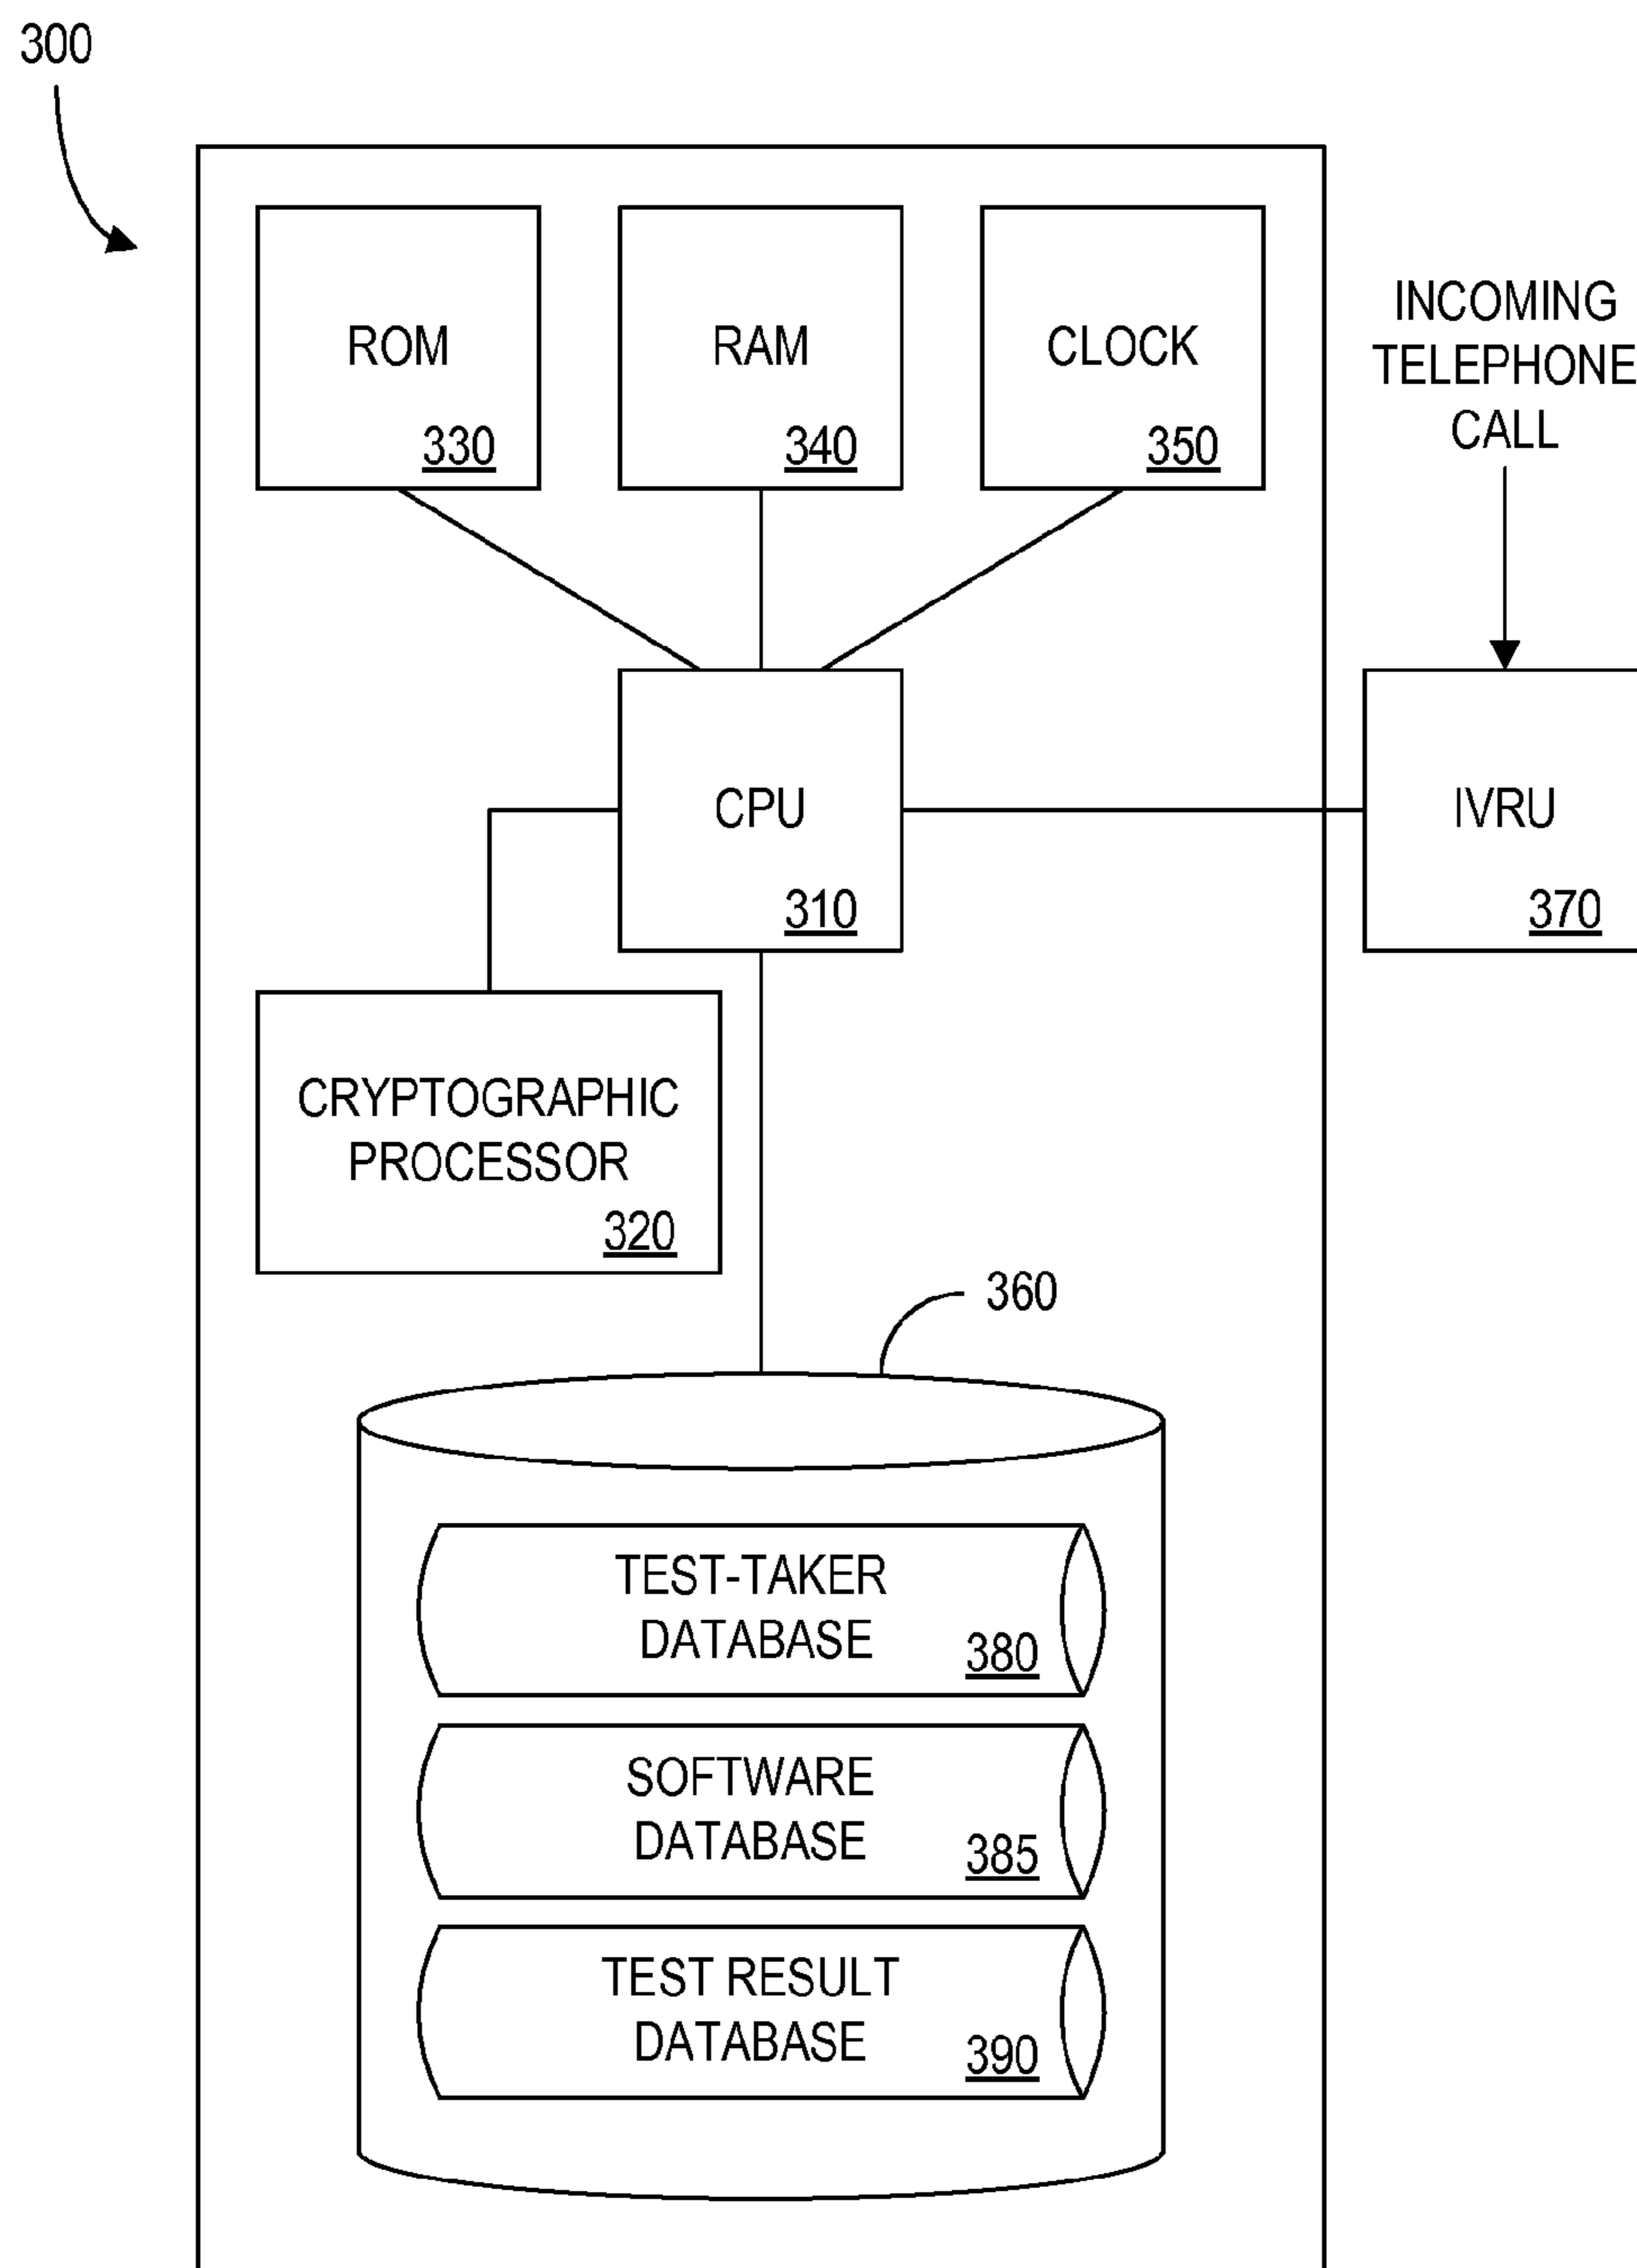 300
ROM
330
RAM
340
CLOCK
350
INCOMING
TELEPHONE
CALL
CPU
310
IVRU
370
CRYPTOGRAPHIC
PROCESSOR
320
360
TEST-TAKER
DATABASE
380
SOFTWARE
DATABASE
385
TEST RESULT
DATABASE
390